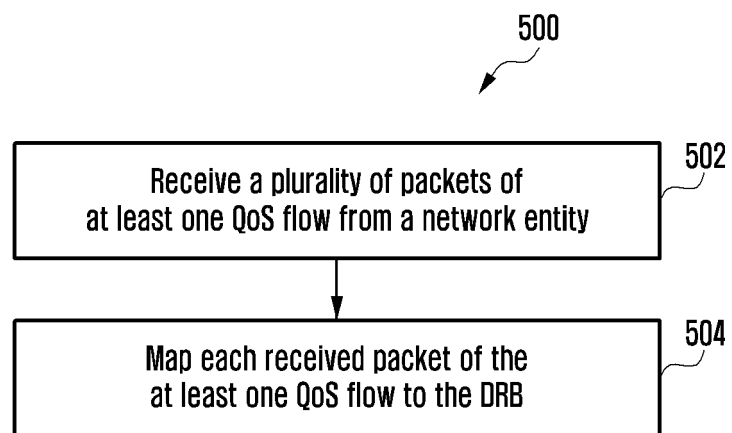 500
502
Receive a plurality of packets of
at least one QoS flow from a network entity
504
Map each received packet of the
at least one QoS flow to the DRB